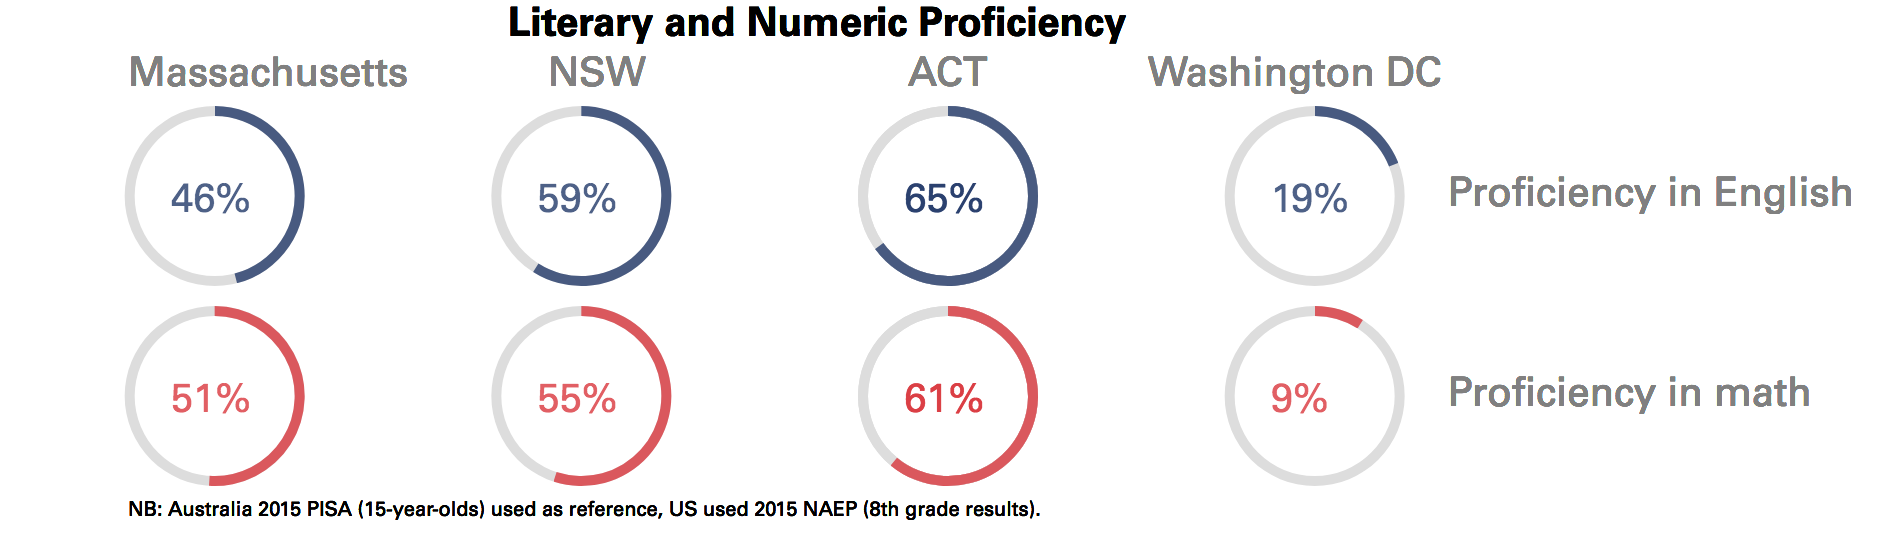 Literary and Numeric Proficiency
Massachusetts NSW ACT Washington DC
46% 59% 65% 19% Proficiency in English
51% 55% 61% 9% Proficiency in math
NB: Australia 2015 PISA (15-year-olds) used as reference, US used 2015 NAEP (8th grade results).